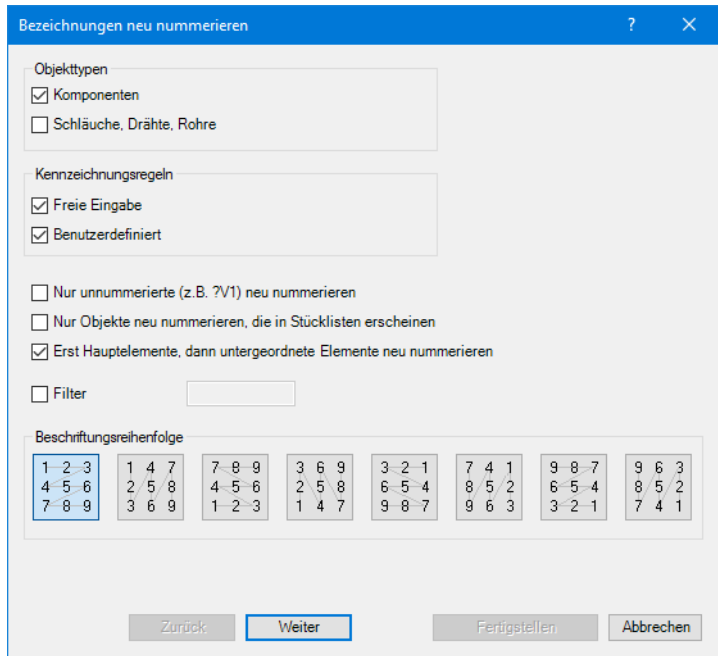 Bezeichnungen neu nummerieren ?
Objekttypen
Komponenten
Schläuche, Drähte, Rohre
Kennzeichnungsregeln
Freie Eingabe
Benutzerdefiniert
Nur unnummerierte (z.B. ?V1) neu nummerieren
Nur Objekte neu nummerieren, die in Stücklisten erscheinen
Erst Hauptelemente, dann untergeordnete Elemente neu nummerieren
Filter
Beschriftungsreihenfolge
1 2 3 1 4 7 7 8 9 3 6 9 3 2 1 7 4 1 9 8 7 9 6 3
4 5 6 2 5 8 4 5 6 2 5 8 6 5 4 8 5 2 6 5 4 8 5 2
7 8 9 3 6 9 1 2 3 1 4 7 9 8 7 9 6 3 3 2 1 7 4 1
Zurück Weiter Fertigstellen Abbrechen